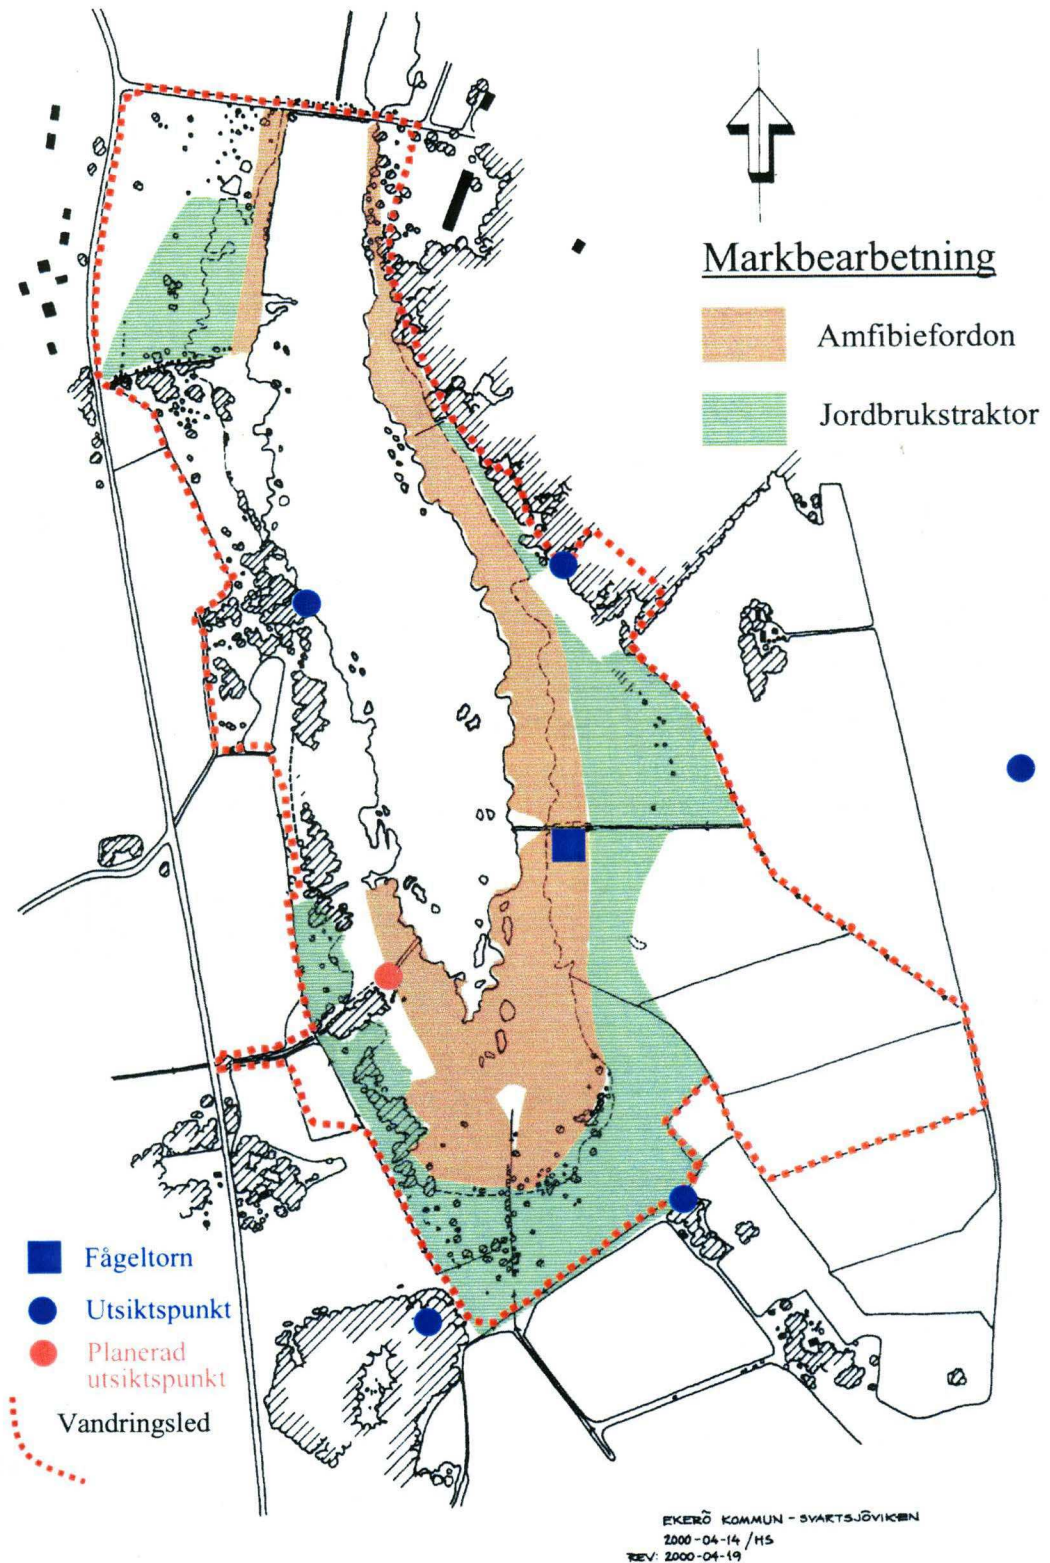 Markbearbetning
Amfibiefordon
Jordbrukstraktor
Fågeltorn
Utsiktspunkt
Planerad
utsiktspunkt
Vandringsled
EKERÖ KOMMUN - SVARTSJÖVIKEN
2000-04-14 /HS
REV: 2000-04-19